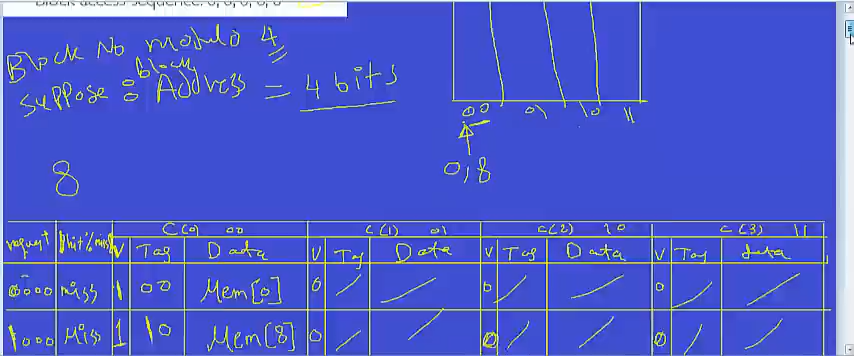 Block access sequence: 0, 8, 0, 6, 8
Block No modulo 4
block
suppose : Address = 4 bits
00 01 10 11
0,8
8
C(0) 00 C(1) 01 C(2) 10 C(3) 11
request hit/miss V Tag Data V Tag Data V Tag Data V Tag data
0000 miss 1 00 Mem[0] 0 / / 0 / / 0 / /
1000 Miss 1 10 Mem[8] 0 / / 0 / / 0 / /